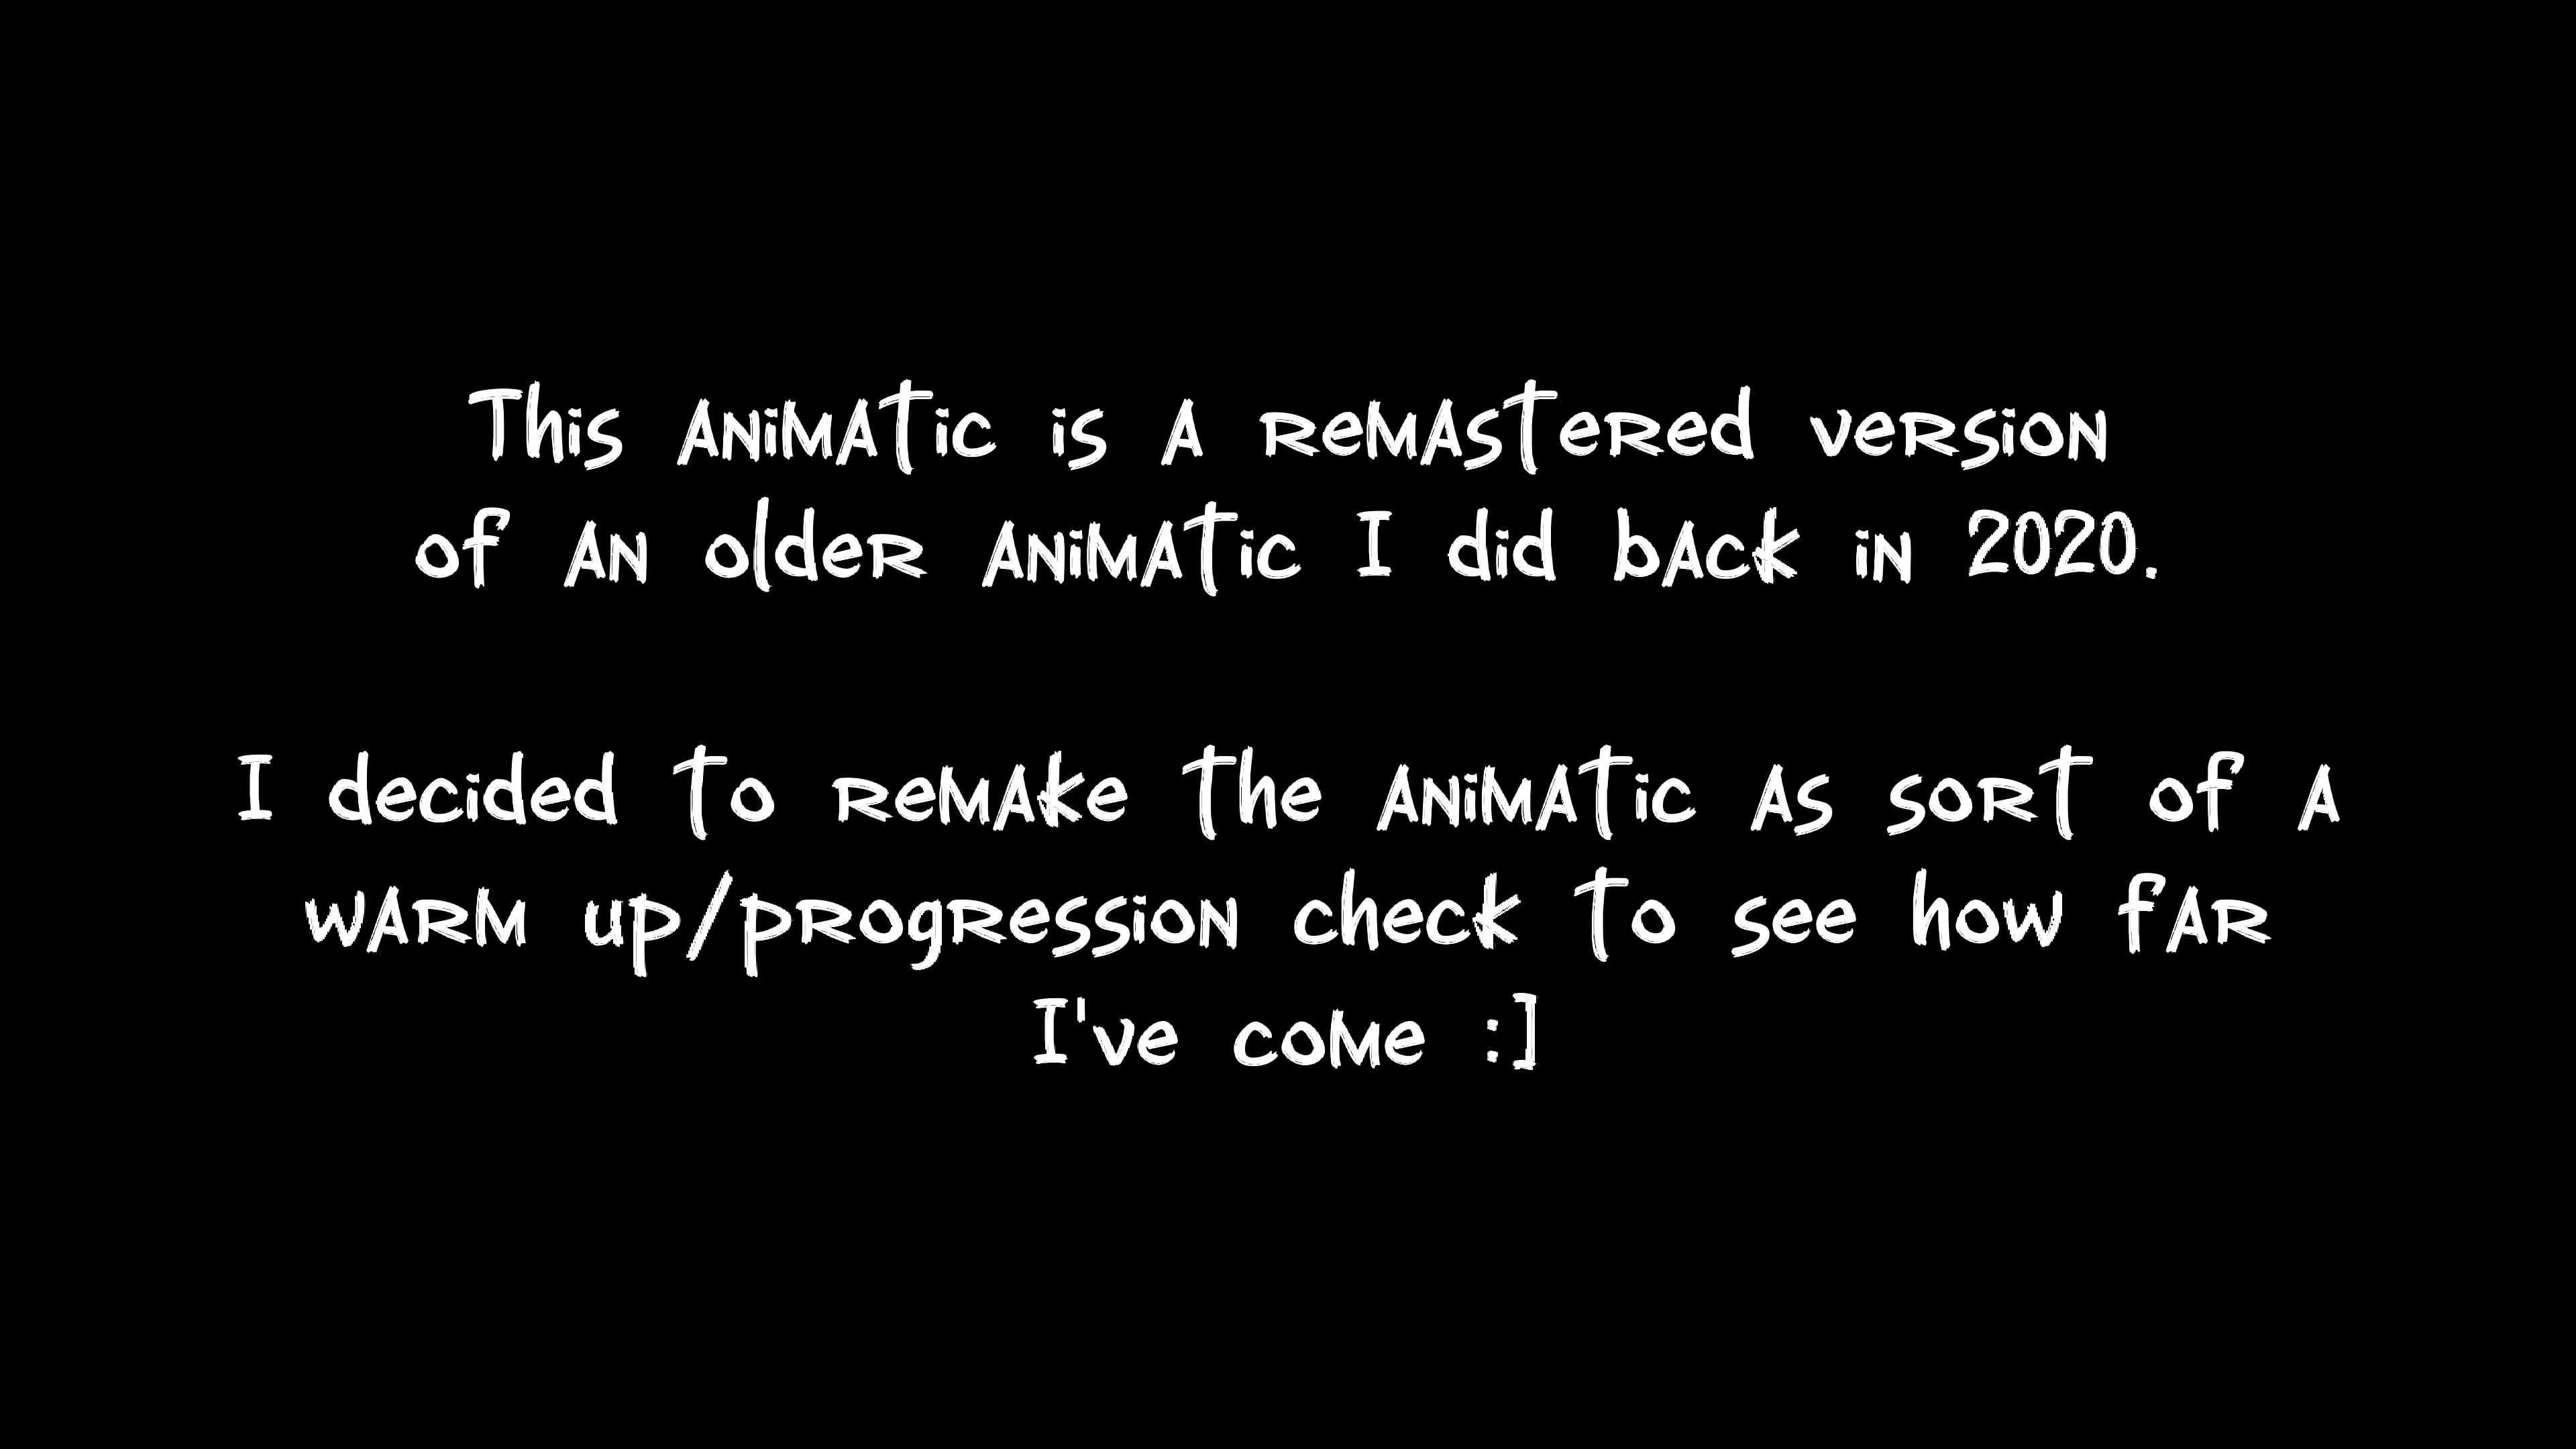 This animatic is a remastered version
of an older animatic I did back in 2020.
I decided to remake the animatic as sort of a
warm up/progression check to see how far
I've come :]